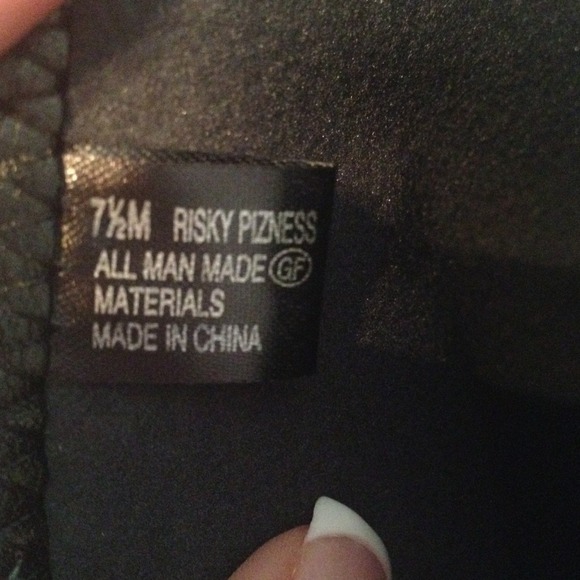 7½M RISKY PIZNESS
ALL MAN MADE GF
MATERIALS
MADE IN CHINA